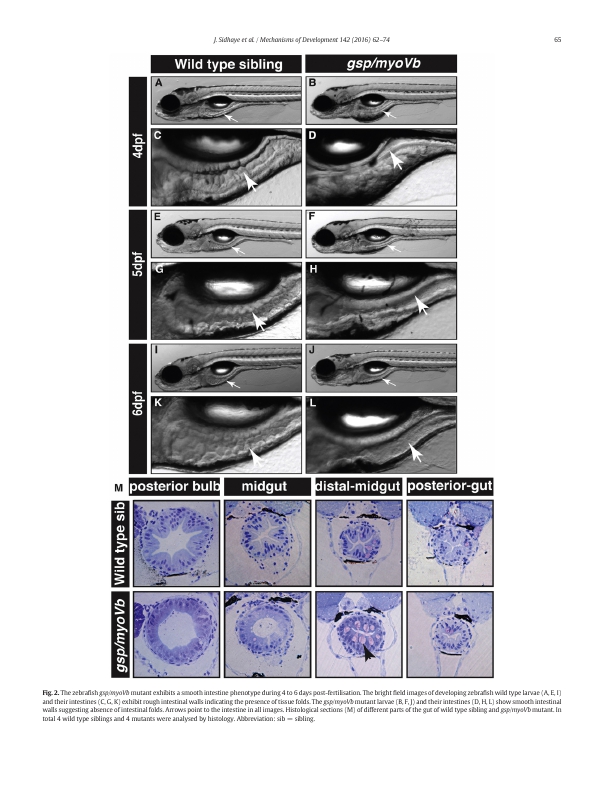 J. Sidhaye et al. / Mechanisms of Development 142 (2016) 62–74
65
Wild type sibling
gsp/myoVb
4dpf
A
B
C
D
5dpf
E
F
G
H
6dpf
I
J
K
L
M
posterior bulb
midgut
distal-midgut
posterior-gut
Wild type sib
gsp/myoVb
Fig. 2. The zebrafish gsp/myoVb mutant exhibits a smooth intestine phenotype during 4 to 6 days post-fertilisation. The bright field images of developing zebrafish wild type larvae (A, E, I)
and their intestines (C, G, K) exhibit rough intestinal walls indicating the presence of tissue folds. The gsp/myoVb mutant larvae (B, F, J) and their intestines (D, H, L) show smooth intestinal
walls suggesting absence of intestinal folds. Arrows point to the intestine in all images. Histological sections (M) of different parts of the gut of wild type sibling and gsp/myoVb mutant. In
total 4 wild type siblings and 4 mutants were analysed by histology. Abbreviation: sib = sibling.